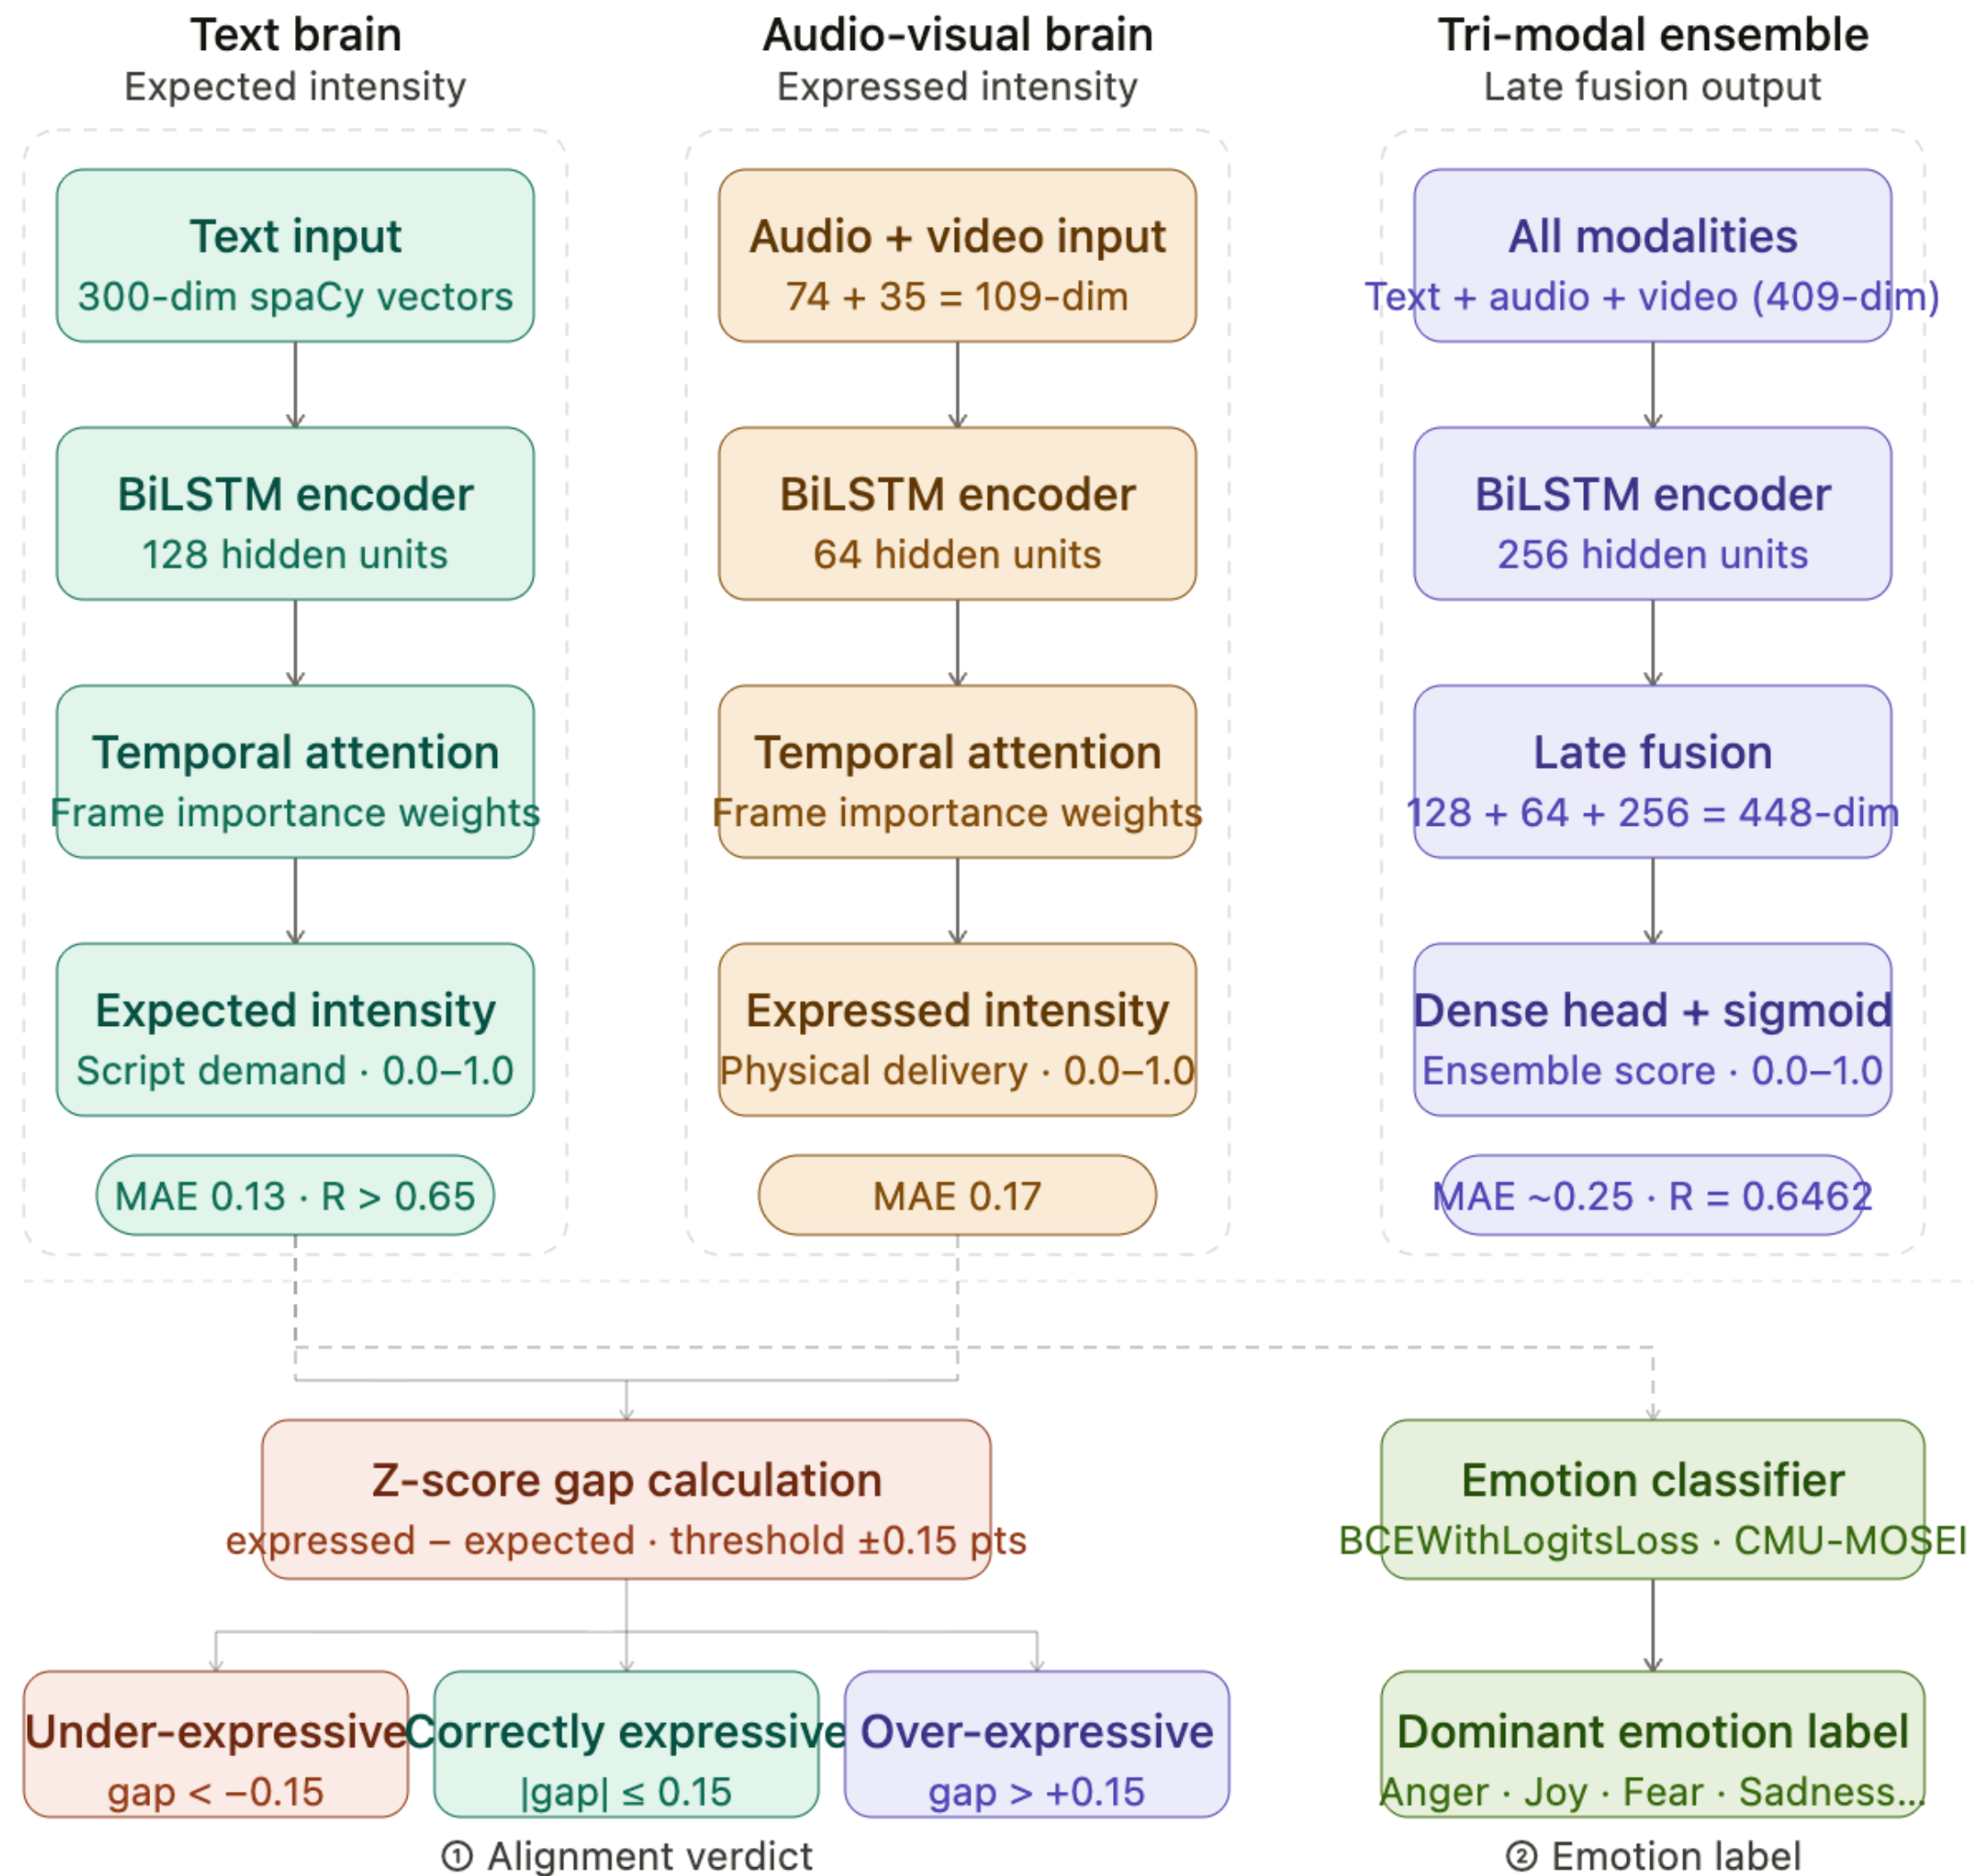 Text brain
Expected intensity
Text input
300-dim spaCy vectors
BiLSTM encoder
128 hidden units
Temporal attention
Frame importance weights
Expected intensity
Script demand · 0.0–1.0
MAE 0.13 · R > 0.65
Audio-visual brain
Expressed intensity
Audio + video input
74 + 35 = 109-dim
BiLSTM encoder
64 hidden units
Temporal attention
Frame importance weights
Expressed intensity
Physical delivery · 0.0–1.0
MAE 0.17
Tri-modal ensemble
Late fusion output
All modalities
Text + audio + video (409-dim)
BiLSTM encoder
256 hidden units
Late fusion
128 + 64 + 256 = 448-dim
Dense head + sigmoid
Ensemble score · 0.0–1.0
MAE ~0.25 · R = 0.6462
Z-score gap calculation
expressed − expected · threshold ±0.15 pts
Under-expressive
gap < −0.15
Correctly expressive
|gap| ≤ 0.15
Over-expressive
gap > +0.15
① Alignment verdict
Emotion classifier
BCEWithLogitsLoss · CMU-MOSEI
Dominant emotion label
Anger · Joy · Fear · Sadness...
② Emotion label